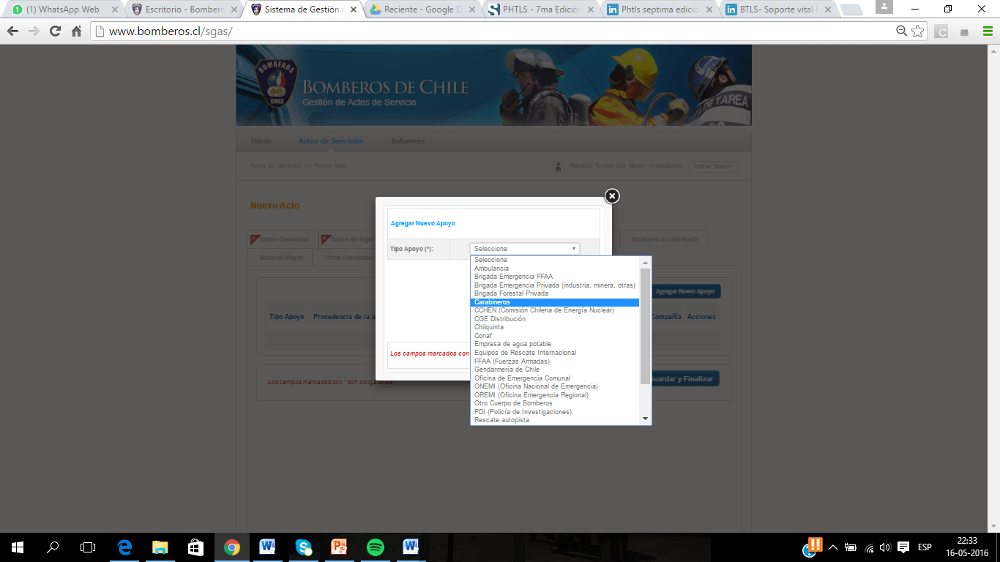 (1) WhatsApp Web
Escritorio - Bombero
Sistema de Gestión
Reciente - Google D
PHTLS - 7ma Edición
Phtls septima edicion
BTLS- Soporte vital
www.bomberos.cl/sgas/
BOMBEROS
CHILE
BOMBEROS DE CHILE
Gestión de Actos de Servicio
DE TAREA
Inicio
Actos de Servicios
Informes
Actos de Servicios >> Nuevo Acto
Mauricio Tomas Ure Varela -> Ayudante
Cerrar Sesión
Nuevo Acto
Datos Generales
Datos del lugar
Bombero Accidentado
Material Mayor
Otros Afectados
Agregar Nuevo Apoyo
Tipo Apoyo
Procedencia de la a
Compañía
Acciones
Los campos marcados con * son obligatorios
Guardar y Finalizar
Agregar Nuevo Apoyo
Tipo Apoyo (*):
Seleccione
Los campos marcados con
Seleccione
Ambulancia
Brigada Emergencia FFAA
Brigada Emergencia Privada (industria, minera, otras)
Brigada Forestal Privada
Carabineros
CCHEN (Comisión Chilena de Energía Nuclear)
CGE Distribución
Chilquinta
Conaf
Empresa de agua potable
Equipos de Rescate Internacional
FFAA (Fuerzas Armadas)
Gendarmería de Chile
Oficina de Emergencia Comunal
ONEMI (Oficina Nacional de Emergencia)
OREMI (Oficina Emergencia Regional)
Otro Cuerpo de Bomberos
PDI (Policía de Investigaciones)
Rescate autopista
ESP
22:33
16-05-2016